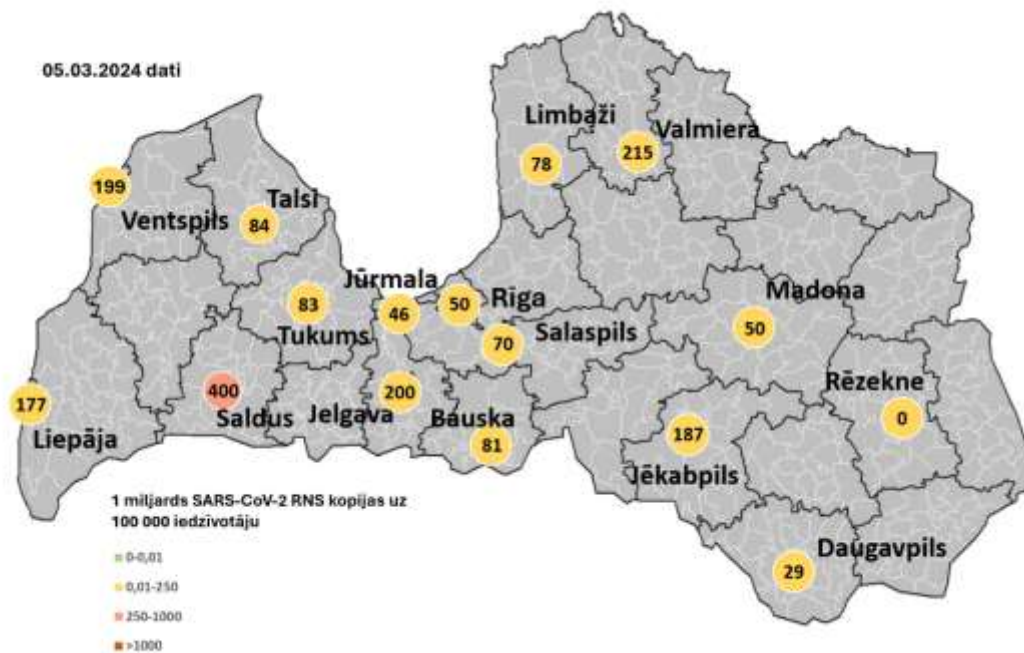 05.03.2024 dati
Limbaži
Valmiera
78
215
199
Talsi
Ventspils
84
Jūrmala
83
46
50
Rīga
Madona
Tukums
70
Salaspils
50
Rēzekne
400
200
177
Saldus
Jelgava
Bauska
0
Liepāja
81
187
Jēkabpils
1 miljards SARS-CoV-2 RNS kopijas uz
100 000 iedzīvotāju
0-0,01
0,01-250
250-1000
>1000
Daugavpils
29